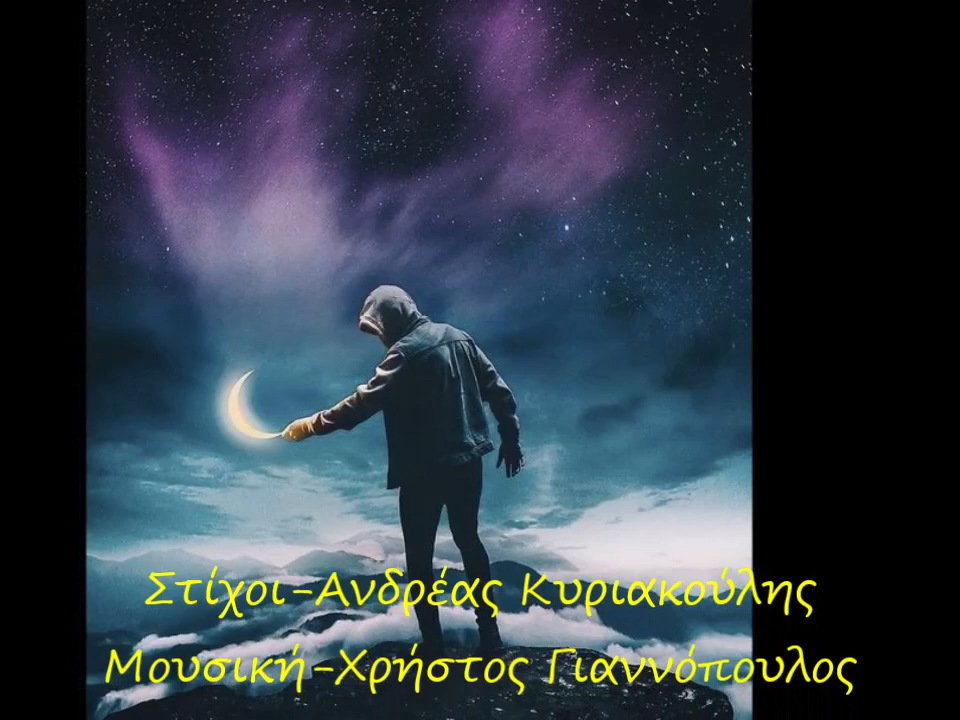 Στίχοι-Ανδρέας Κυριακούλης
Μουσική-Χρήστος Γιαννόπουλος